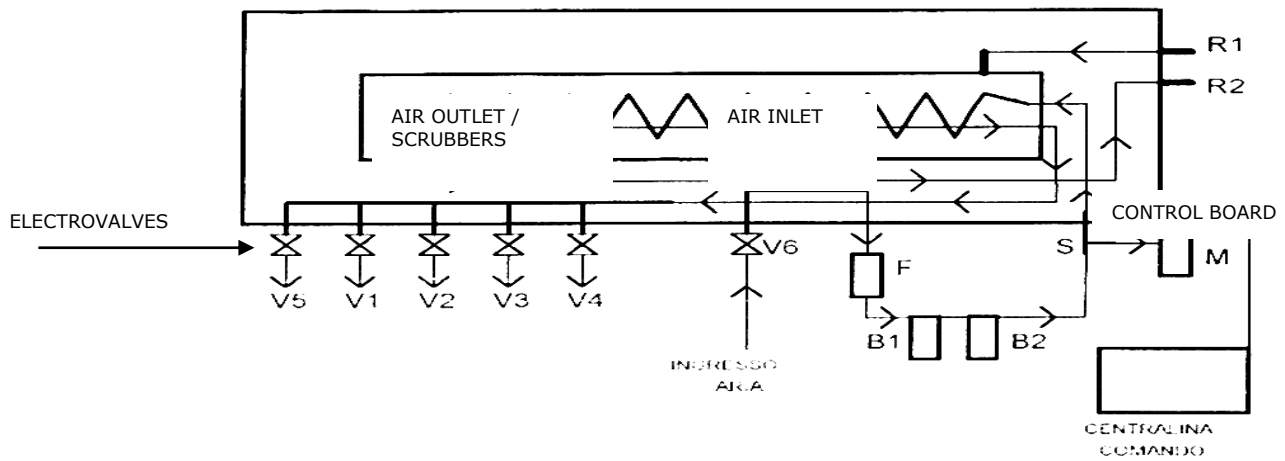 R1
R2
AIR OUTLET /
SCRUBBERS
AIR INLET
ELECTROVALVES
CONTROL BOARD
V6
S
M
F
V5
V1
V2
V3
V4
B1
B2
INGRESSO
ARIA
CENTRALINA
COMANDO